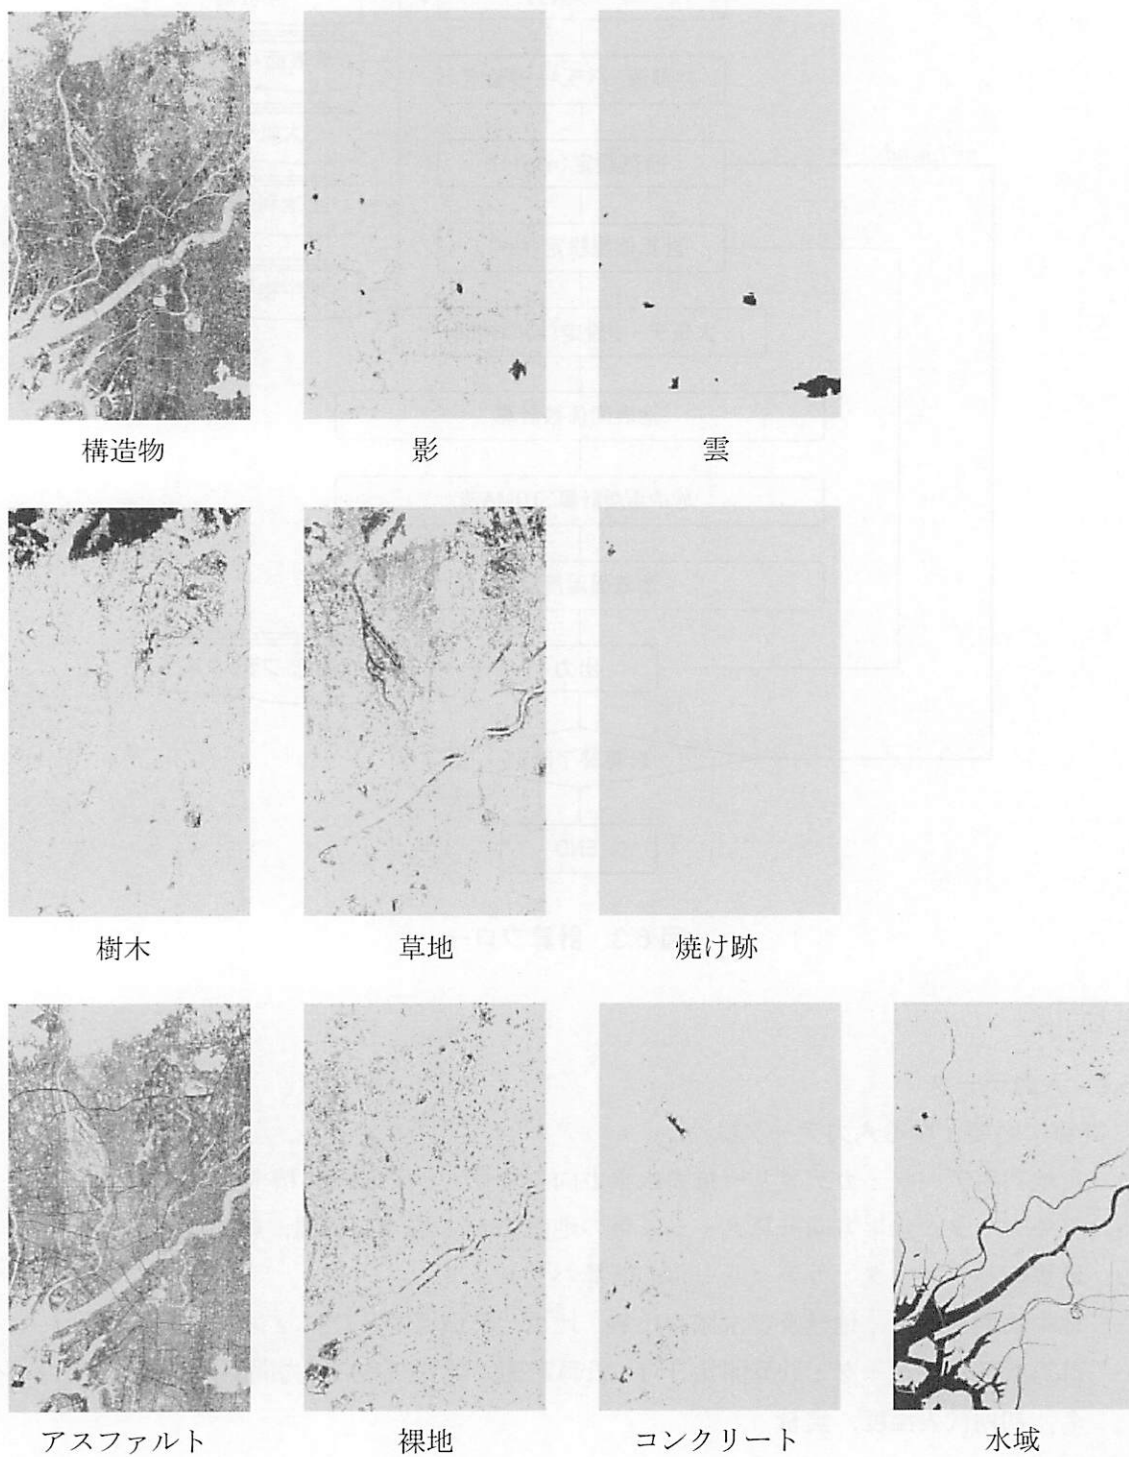 構造物
影
雲
樹木
草地
焼け跡
アスファルト
裸地
コンクリート
水域